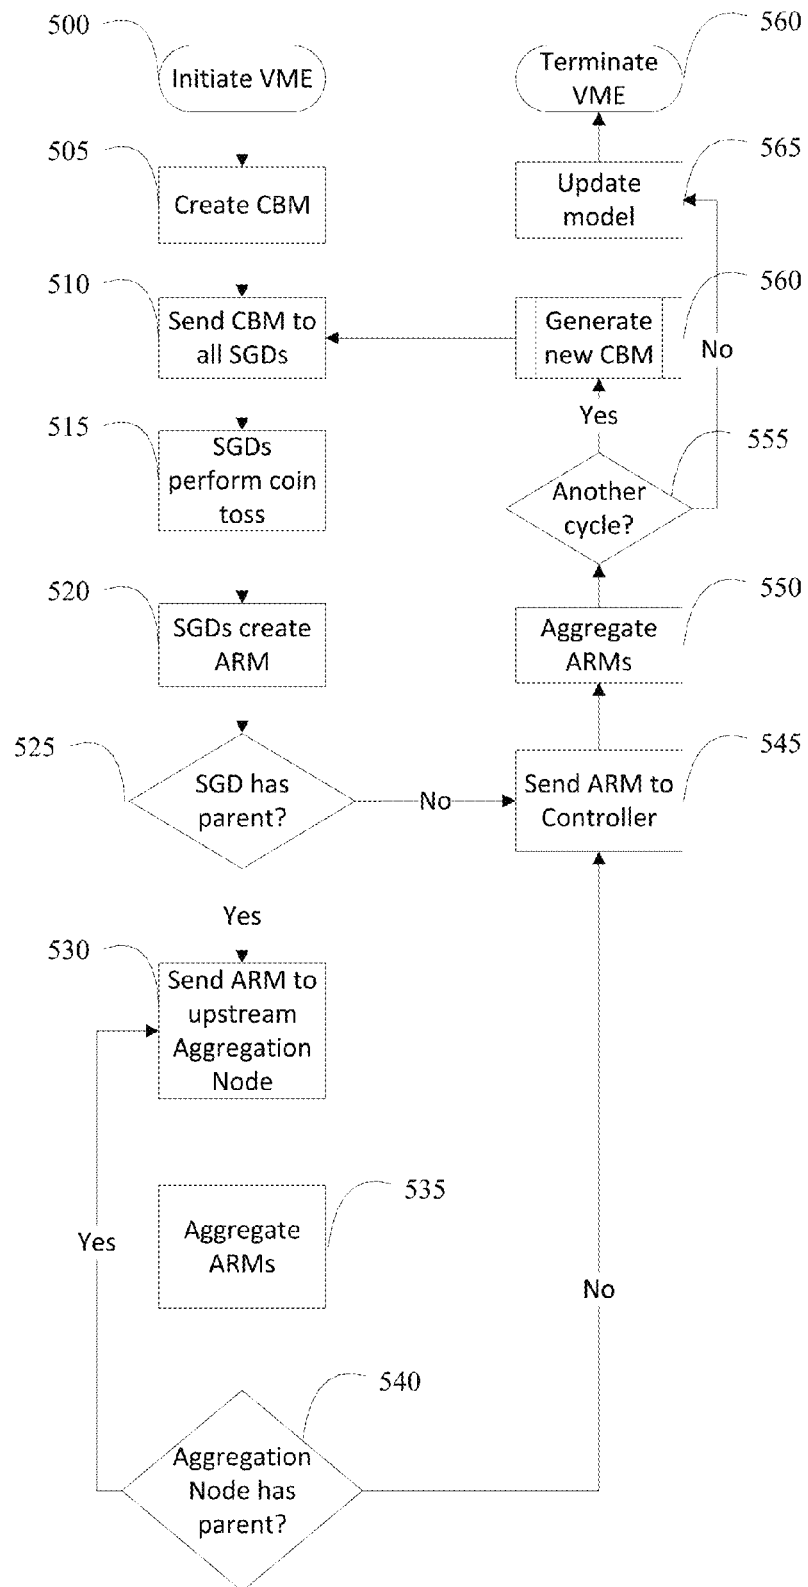 500
Initiate VME
505
Create CBM
510
Send CBM to
all SGDs
515
SGDs
perform coin
toss
520
SGDs create
ARM
525
SGD has
parent?
No
Yes
530
Send ARM to
upstream
Aggregation
Node
535
Aggregate
ARMs
540
Aggregation
Node has
parent?
Yes
No
545
Send ARM to
Controller
550
Aggregate
ARMs
555
Another
cycle?
Yes
No
560
Generate
new CBM
565
Update
model
560
Terminate
VME